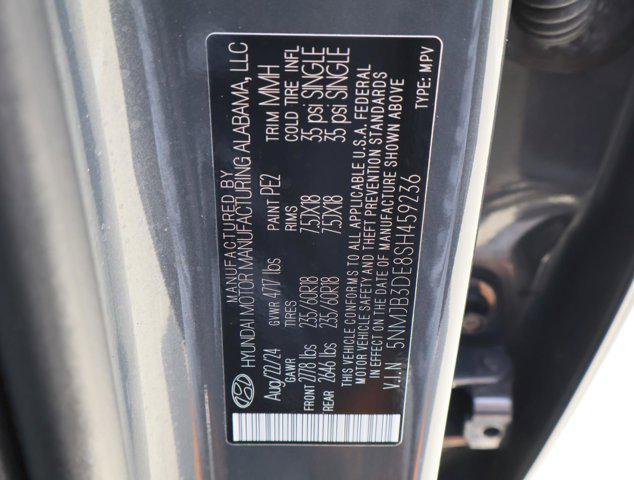 MANUFACTURED BY
HYUNDAI MOTOR MANUFACTURING ALABAMA, LLC
Aug/22/24 GVWR 4717 lbs PAINT PE2 TRIM MMH
GAWR TIRES RIMS COLD TIRE INFL
FRONT 2778 lbs 235/60R18 7.5JX18 35 psi SINGLE
REAR 2646 lbs 235/60R18 7.5JX18 35 psi SINGLE
THIS VEHICLE CONFORMS TO ALL APPLICABLE U.S.A. FEDERAL
MOTOR VEHICLE SAFETY AND THEFT PREVENTION STANDARDS
IN EFFECT ON THE DATE OF MANUFACTURE SHOWN ABOVE
V.I.N 5NMJB3DE8SH459236 TYPE: MPV